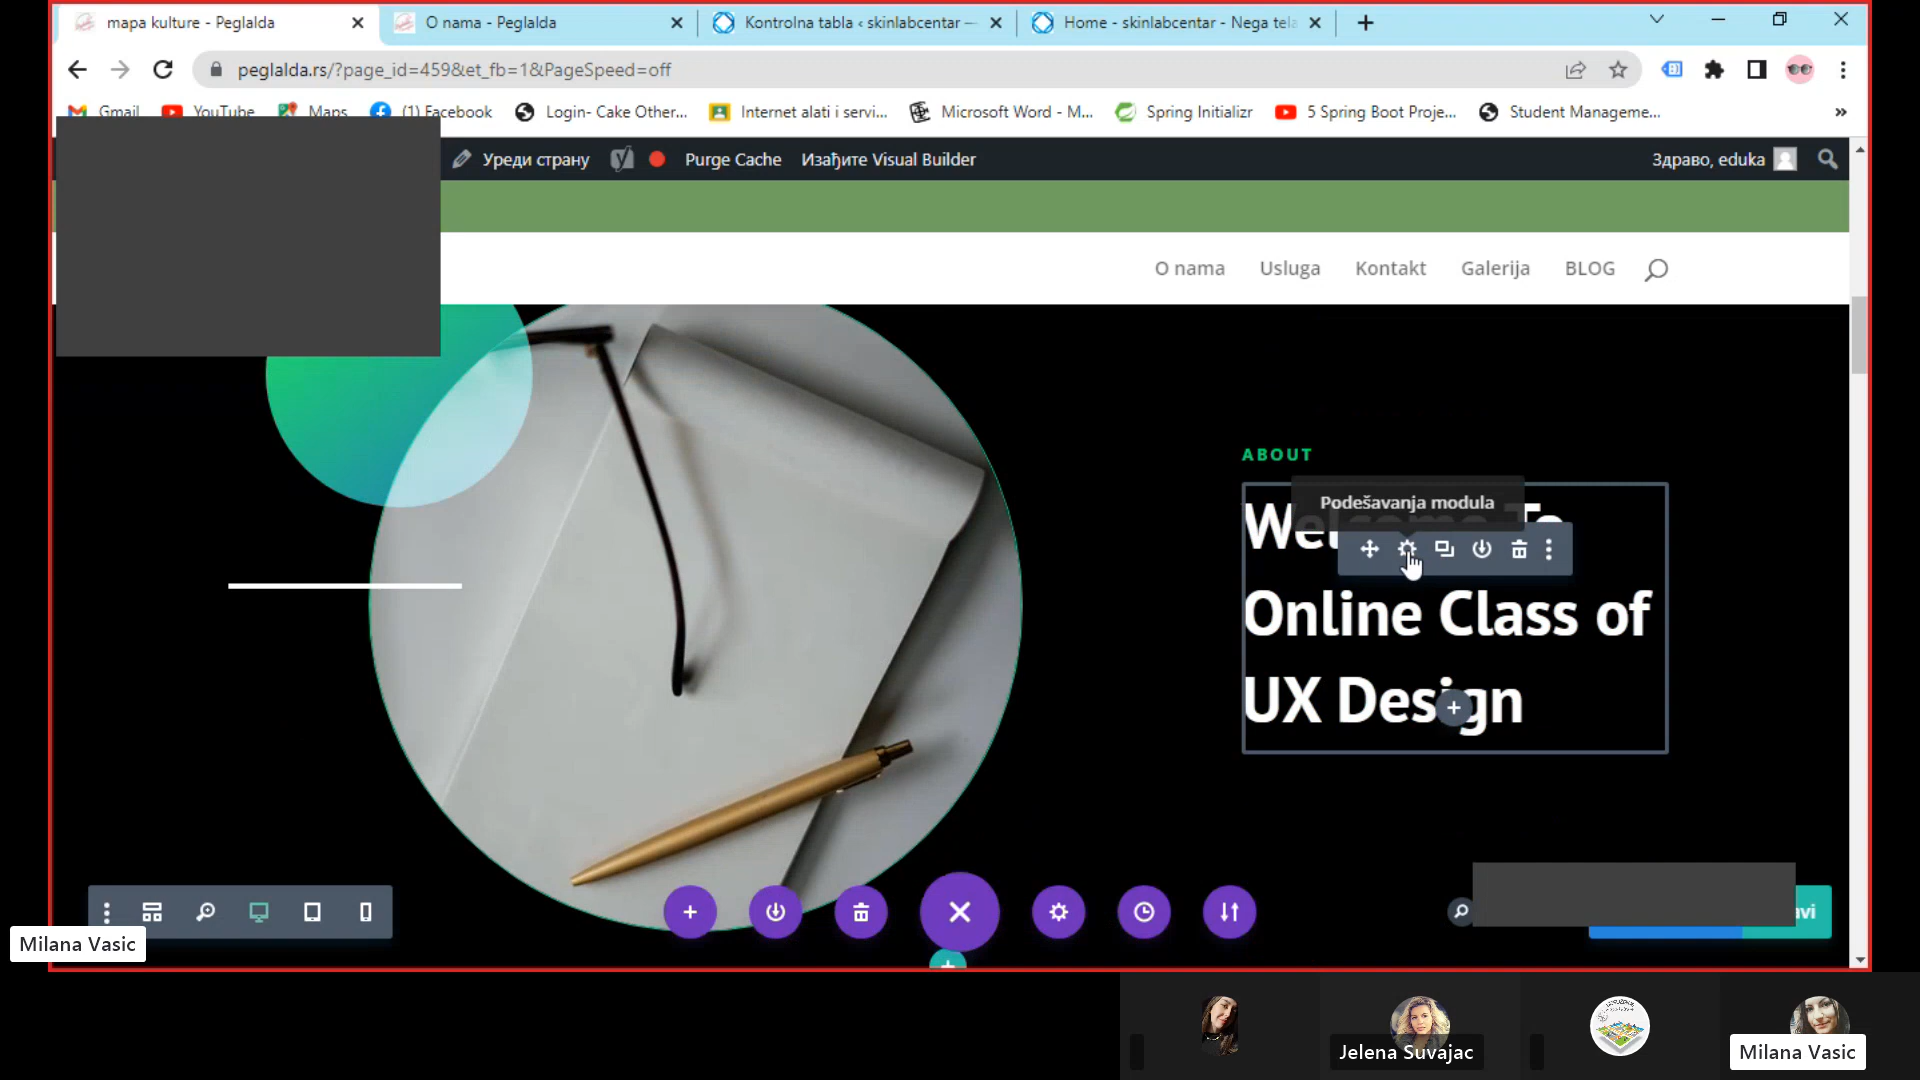 mapa kulture - Peglalda
O nama - Peglalda
Kontrolna tabla ‹ skinlabcentar —
Home - skinlabcentar - Nega tela
peglalda.rs/?page_id=459&et_fb=1&PageSpeed=off
Gmail
YouTube
Maps
(1) Facebook
Login- Cake Other...
Internet alati i servi...
Microsoft Word - M...
Spring Initializr
5 Spring Boot Proje...
Student Manageme...
»
Уреди страну
Purge Cache
Изађите Visual Builder
Здраво, eduka
O nama
Usluga
Kontakt
Galerija
BLOG
ABOUT
Podešavanja modula
Welcome To
Online Class of
UX Design
Milana Vasic
Jelena Suvajac
Milana Vasic